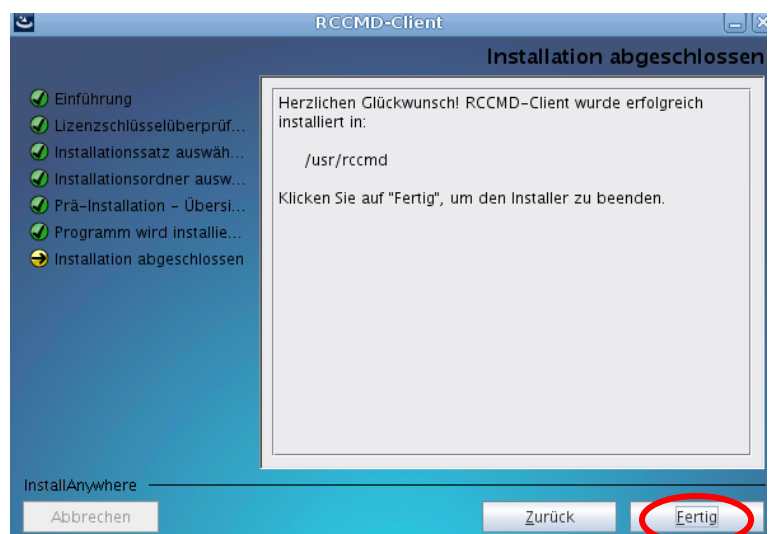 RCCMD-Client
Installation abgeschlossen
Einführung
Lizenzschlüsselüberprüf...
Installationssatz auswäh...
Installationsordner ausw...
Prä-Installation - Übersi...
Programm wird installie...
Installation abgeschlossen
Herzlichen Glückwunsch! RCCMD-Client wurde erfolgreich
installiert in:
/usr/rccmd
Klicken Sie auf "Fertig", um den Installer zu beenden.
InstallAnywhere
Abbrechen
Zurück
Fertig